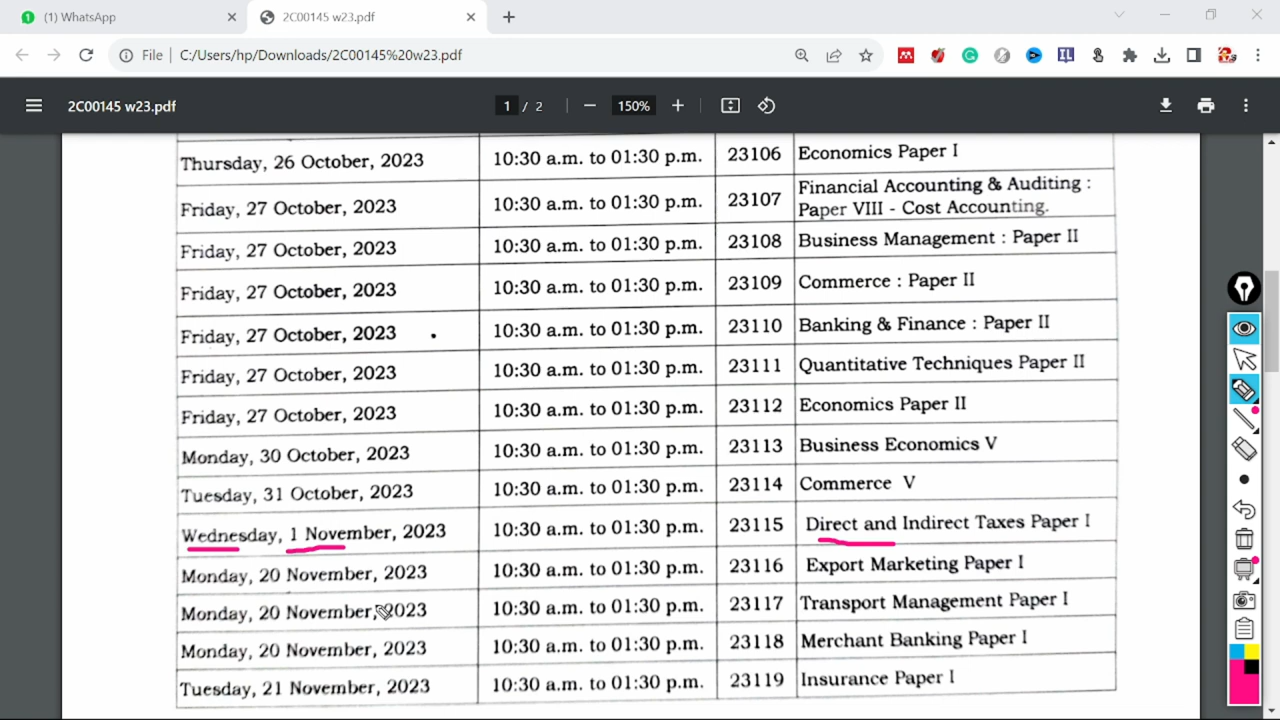 (1) WhatsApp
2C00145 w23.pdf
File C:/Users/hp/Downloads/2C00145%20w23.pdf
2C00145 w23.pdf 1 / 2 150%
Thursday, 26 October, 2023 10:30 a.m. to 01:30 p.m. 23106 Economics Paper I
Friday, 27 October, 2023 10:30 a.m. to 01:30 p.m. 23107 Financial Accounting & Auditing :
Paper VIII - Cost Accounting.
Friday, 27 October, 2023 10:30 a.m. to 01:30 p.m. 23108 Business Management : Paper II
Friday, 27 October, 2023 10:30 a.m. to 01:30 p.m. 23109 Commerce : Paper II
Friday, 27 October, 2023 10:30 a.m. to 01:30 p.m. 23110 Banking & Finance : Paper II
Friday, 27 October, 2023 10:30 a.m. to 01:30 p.m. 23111 Quantitative Techniques Paper II
Friday, 27 October, 2023 10:30 a.m. to 01:30 p.m. 23112 Economics Paper II
Monday, 30 October, 2023 10:30 a.m. to 01:30 p.m. 23113 Business Economics V
Tuesday, 31 October, 2023 10:30 a.m. to 01:30 p.m. 23114 Commerce V
Wednesday, 1 November, 2023 10:30 a.m. to 01:30 p.m. 23115 Direct and Indirect Taxes Paper I
Monday, 20 November, 2023 10:30 a.m. to 01:30 p.m. 23116 Export Marketing Paper I
Monday, 20 November, 2023 10:30 a.m. to 01:30 p.m. 23117 Transport Management Paper I
Monday, 20 November, 2023 10:30 a.m. to 01:30 p.m. 23118 Merchant Banking Paper I
Tuesday, 21 November, 2023 10:30 a.m. to 01:30 p.m. 23119 Insurance Paper I